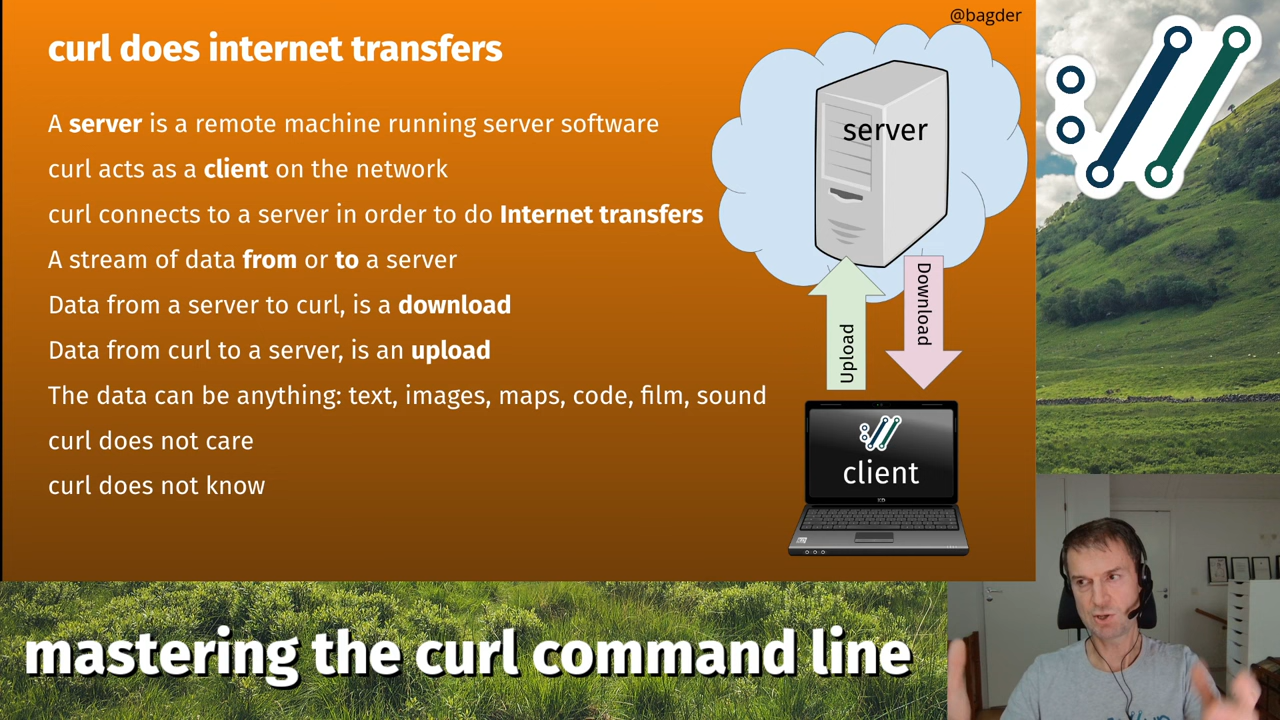 @bagder
curl does internet transfers
A server is a remote machine running server software
curl acts as a client on the network
curl connects to a server in order to do Internet transfers
A stream of data from or to a server
Data from a server to curl, is a download
Data from curl to a server, is an upload
The data can be anything: text, images, maps, code, film, sound
curl does not care
curl does not know
server
Upload
Download
client
mastering the curl command line